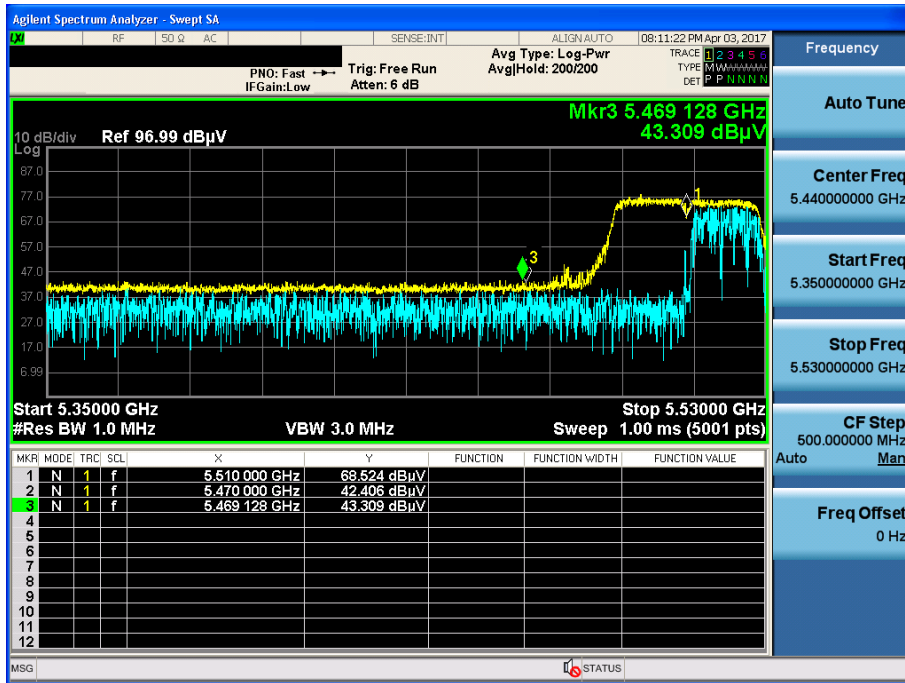 Agilent Spectrum Analyzer - Swept SA
LXI RF 50 Ω AC SENSE:INT ALIGN AUTO 08:11:22 PM Apr 03, 2017
PNO: Fast Trig: Free Run Avg Type: Log-Pwr TRACE 1 2 3 4 5 6
IFGain:Low Atten: 6 dB Avg|Hold: 200/200 TYPE M W W W W W
DET P P N N N N
Mkr3 5.469 128 GHz
43.309 dBµV
10 dB/div Ref 96.99 dBµV
Log
87.0
77.0
67.0
57.0
47.0
37.0
27.0
17.0
6.99
1
3
Start 5.35000 GHz Stop 5.53000 GHz
#Res BW 1.0 MHz VBW 3.0 MHz Sweep 1.00 ms (5001 pts)
MKR MODE TRC SCL X Y FUNCTION FUNCTION WIDTH FUNCTION VALUE
1 N 1 f 5.510 000 GHz 68.524 dBµV
2 N 1 f 5.470 000 GHz 42.406 dBµV
3 N 1 f 5.469 128 GHz 43.309 dBµV
4
5
6
7
8
9
10
11
12
MSG STATUS
Frequency
Auto Tune
Center Freq
5.440000000 GHz
Start Freq
5.350000000 GHz
Stop Freq
5.530000000 GHz
CF Step
500.000000 MHz
Auto Man
Freq Offset
0 Hz